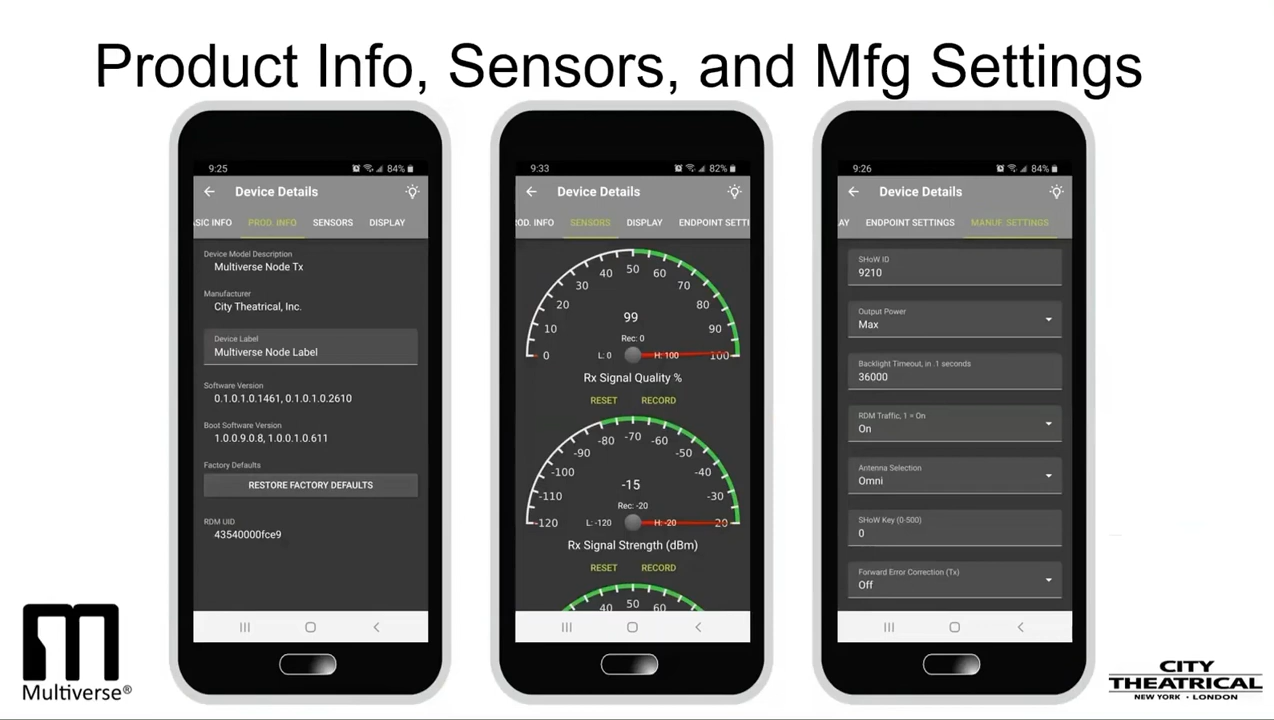 Product Info, Sensors, and Mfg Settings
9:25
84%
Device Details
SIC INFO PROD. INFO SENSORS DISPLAY
Device Model Description
Multiverse Node Tx
Manufacturer
City Theatrical, Inc.
Device Label
Multiverse Node Label
Software Version
0.1.0.1.0.1461, 0.1.0.1.0.2610
Boot Software Version
1.0.0.9.0.8, 1.0.0.1.0.611
Factory Defaults
RESTORE FACTORY DEFAULTS
RDM UID
43540000fce9
9:33
82%
Device Details
OD. INFO SENSORS DISPLAY ENDPOINT SETTI
0 10 20 30 40 50 60 70 80 90 100
99
Rec: 0
L: 0 H: 100
Rx Signal Quality %
RESET RECORD
-120 -110 -100 -90 -80 -70 -60 -50 -40 -30 20
-15
Rec: -20
L: -120 H: -20
Rx Signal Strength (dBm)
RESET RECORD
40 50 60
9:26
84%
Device Details
AY ENDPOINT SETTINGS MANUF. SETTINGS
SHoW ID
9210
Output Power
Max
Backlight Timeout, in .1 seconds
36000
RDM Traffic, 1 = On
On
Antenna Selection
Omni
SHoW Key (0-500)
0
Forward Error Correction (Tx)
Off
Multiverse®
CITY
THEATRICAL
NEW YORK • LONDON